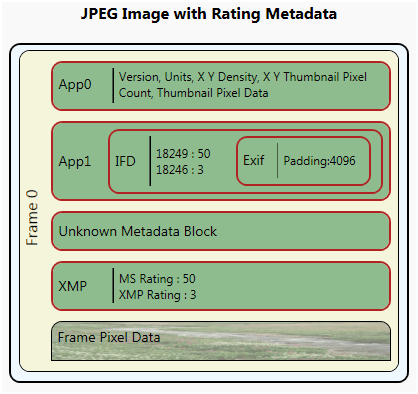 JPEG Image with Rating Metadata
Frame 0
App0
Version, Units, X Y Density, X Y Thumbnail Pixel
Count, Thumbnail Pixel Data
App1
IFD
18249 : 50
18246 : 3
Exif
Padding:4096
Unknown Metadata Block
XMP
MS Rating : 50
XMP Rating : 3
Frame Pixel Data